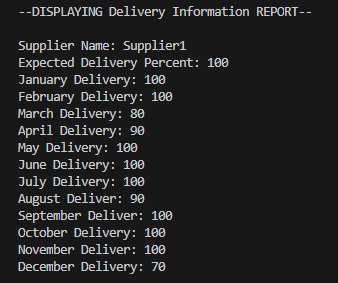 --DISPLAYING Delivery Information REPORT--
Supplier Name: Supplier1
Expected Delivery Percent: 100
January Delivery: 100
February Delivery: 100
March Delivery: 80
April Delivery: 90
May Delivery: 100
June Delivery: 100
July Delivery: 100
August Deliver: 90
September Deliver: 100
October Delivery: 100
November Deliver: 100
December Delivery: 70